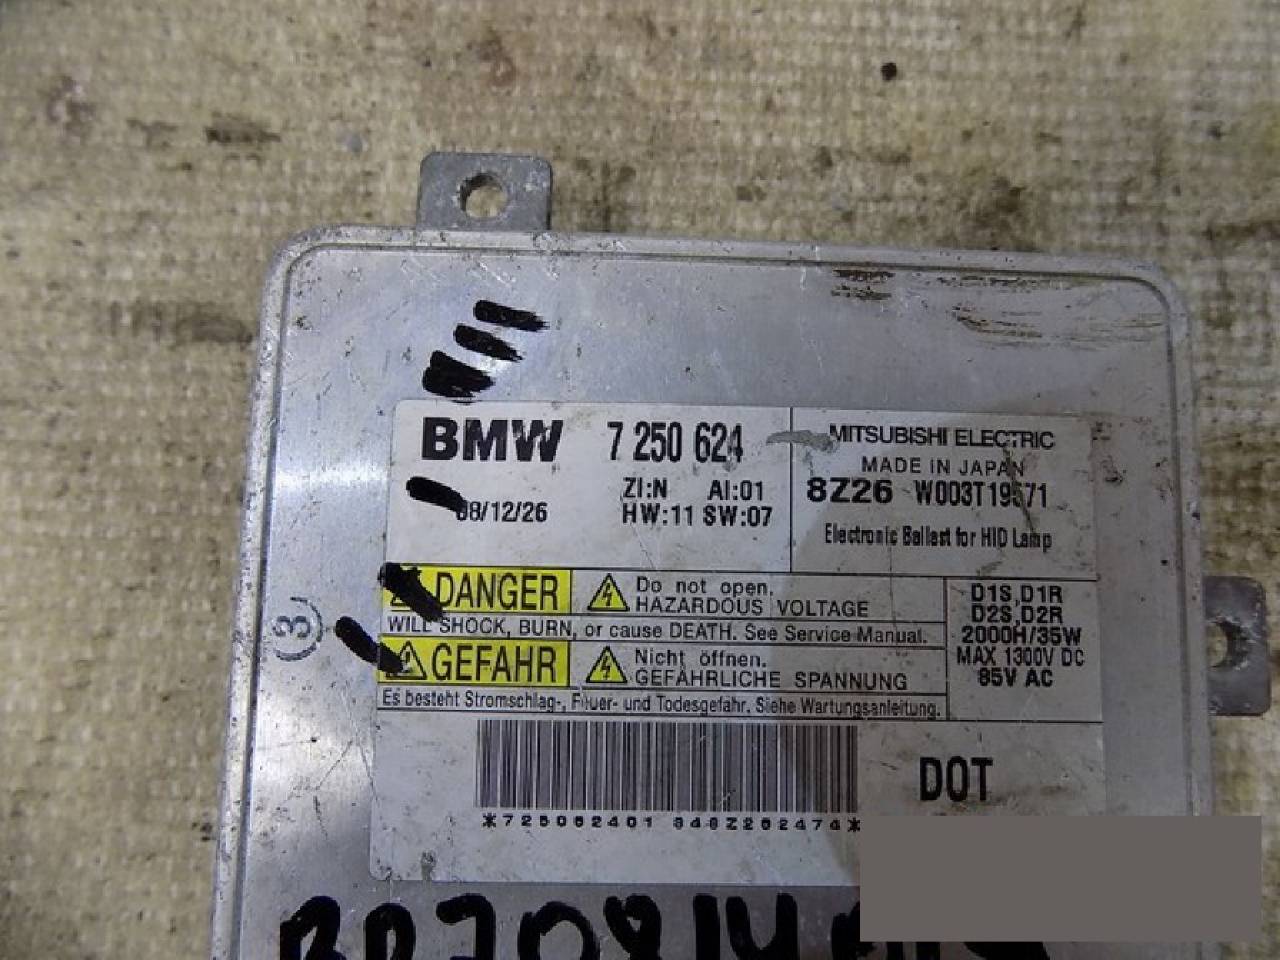 BMW 7 250 624
ZI:N AI:01
08/12/26 HW:11 SW:07
MITSUBISHI ELECTRIC
MADE IN JAPAN
8Z26 W003T19571
Electronic Ballast for HID Lamp
DANGER Do not open.
HAZARDOUS VOLTAGE
WILL SHOCK, BURN, or cause DEATH. See Service Manual.
GEFAHR Nicht öffnen.
GEFÄHRLICHE SPANNUNG
Es besteht Stromschlag-, Feuer- und Todesgefahr. Siehe Wartungsanleitung.
D1S,D1R
D2S,D2R
2000H/35W
MAX 1300V DC
85V AC
*725062401 848Z262474*
DOT
(3)